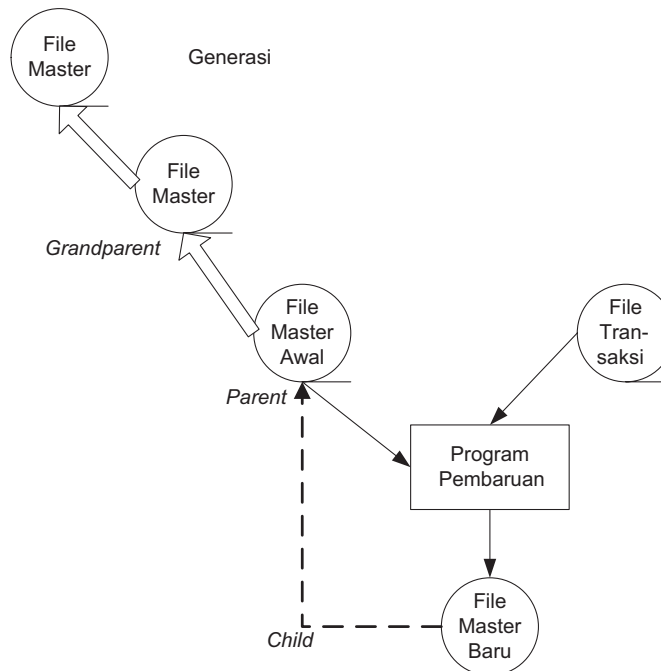 File
Master
Generasi
File
Master
Grandparent
File
Master
Awal
File
Tran-
saksi
Parent
Program
Pembaruan
File
Master
Baru
Child